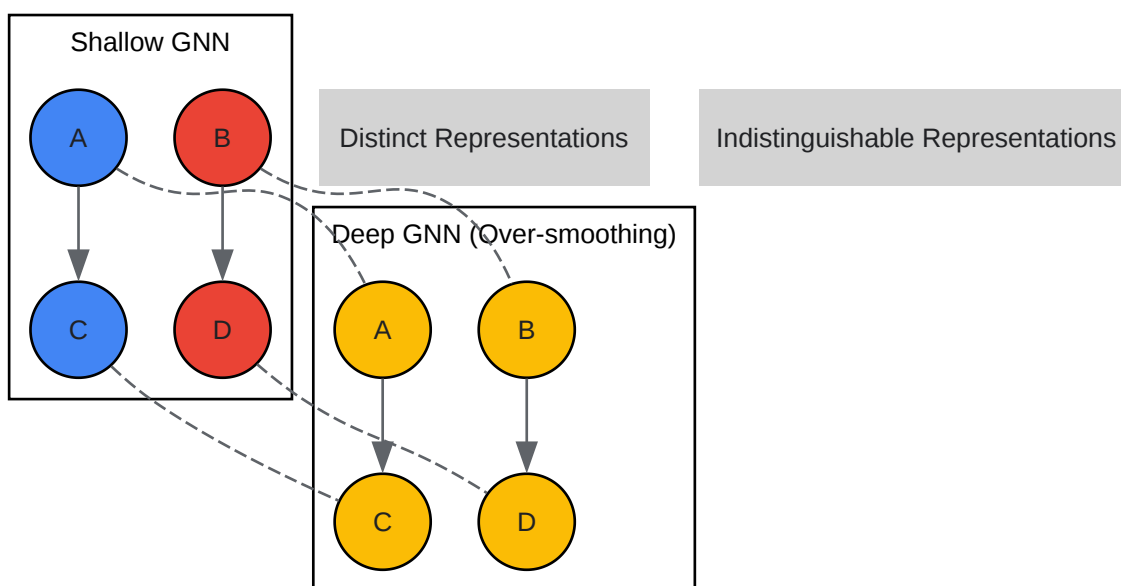 Shallow GNN
A
B
Distinct Representations
Indistinguishable Representations
Deep GNN (Over-smoothing)
C
D
A
B
C
D